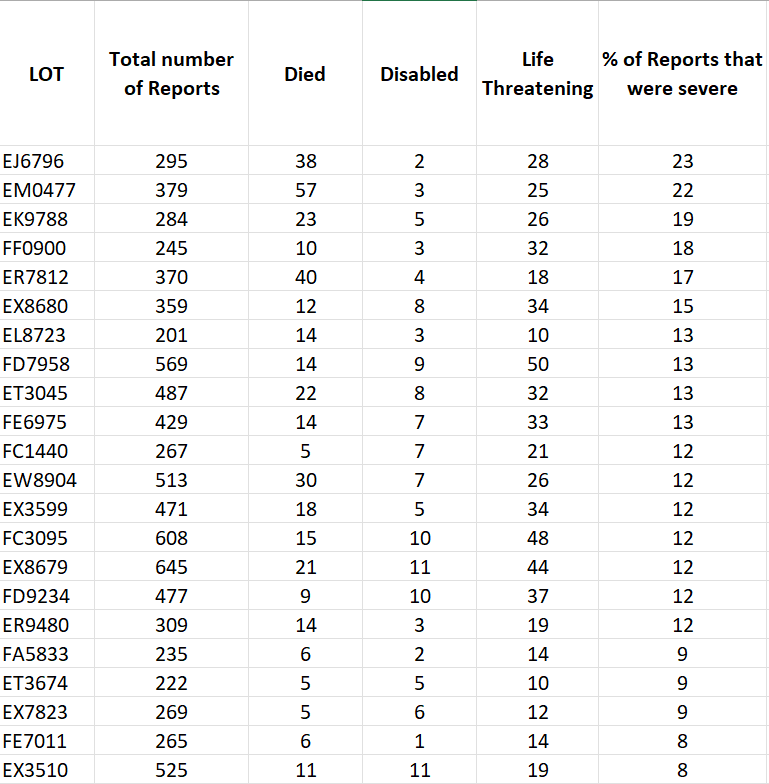 LOT Total number of Reports Died Disabled Life Threatening % of Reports that were severe
EJ6796 295 38 2 28 23
EM0477 379 57 3 25 22
EK9788 284 23 5 26 19
FF0900 245 10 3 32 18
ER7812 370 40 4 18 17
EX8680 359 12 8 34 15
EL8723 201 14 3 10 13
FD7958 569 14 9 50 13
ET3045 487 22 8 32 13
FE6975 429 14 7 33 13
FC1440 267 5 7 21 12
EW8904 513 30 7 26 12
EX3599 471 18 5 34 12
FC3095 608 15 10 48 12
EX8679 645 21 11 44 12
FD9234 477 9 10 37 12
ER9480 309 14 3 19 12
FA5833 235 6 2 14 9
ET3674 222 5 5 10 9
EX7823 269 5 6 12 9
FE7011 265 6 1 14 8
EX3510 525 11 11 19 8